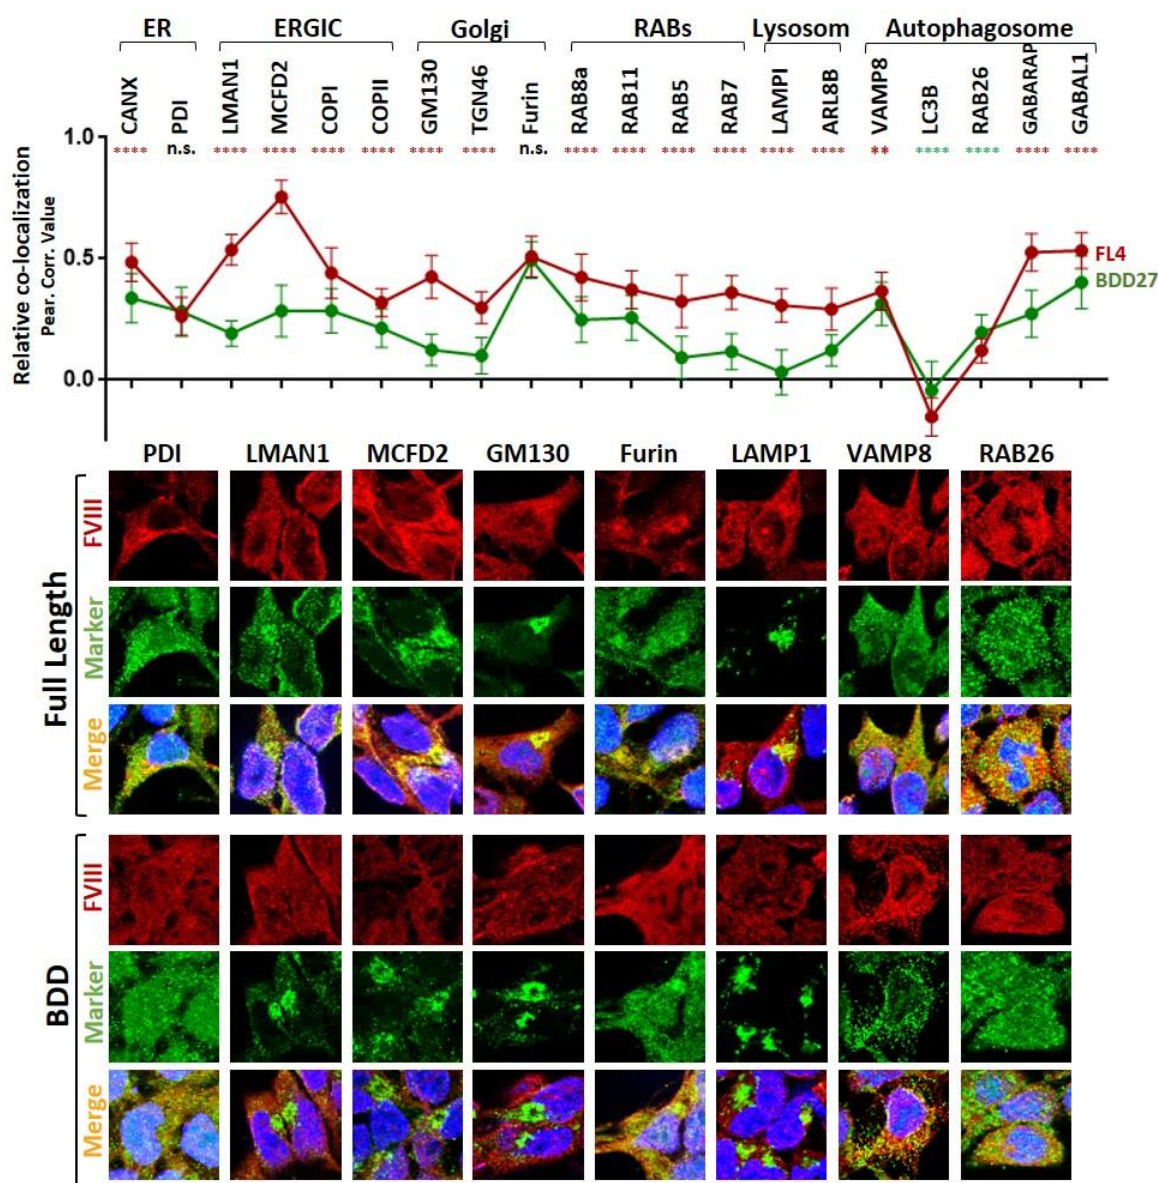 ER ERGIC Golgi RABs Lysosom Autophagosome
CANX PDI LMAN1 MCFD2 COPI COPII GM130 TGN46 Furin RAB8a RAB11 RAB5 RAB7 LAMPI ARL8B VAMP8 LC3B RAB26 GABARAP GABAL1
1.0
**** n.s. **** **** **** **** **** **** n.s. **** **** **** **** **** **** ** **** **** **** ****
Relative co-localization
Pear. Corr. Value
0.5
FL4
BDD27
0.0
PDI LMAN1 MCFD2 GM130 Furin LAMP1 VAMP8 RAB26
Full Length
FVIII
Marker
Merge
BDD
FVIII
Marker
Merge